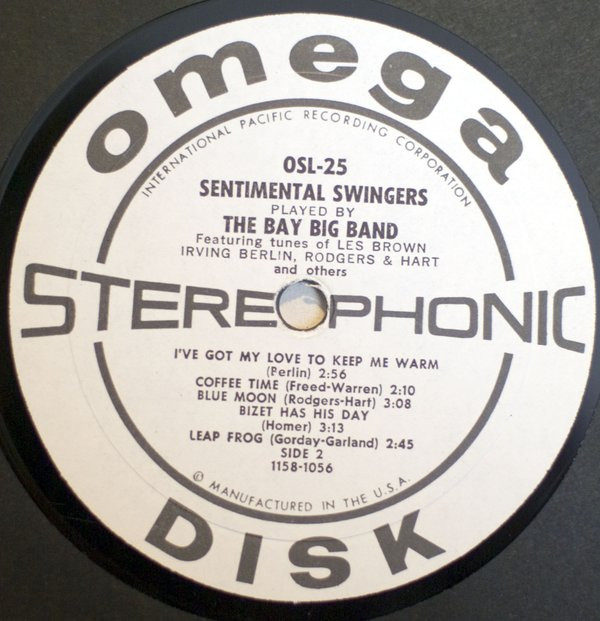 omega
INTERNATIONAL PACIFIC RECORDING CORPORATION
OSL-25
SENTIMENTAL SWINGERS
PLAYED BY
THE BAY BIG BAND
Featuring tunes of LES BROWN
IRVING BERLIN, RODGERS & HART
and others
STEREOPHONIC
I'VE GOT MY LOVE TO KEEP ME WARM
(Perlin) 2:56
COFFEE TIME (Freed-Warren) 2:10
BLUE MOON (Rodgers-Hart) 3:08
BIZET HAS HIS DAY
(Homer) 3:13
LEAP FROG (Gorday-Garland) 2:45
SIDE 2
1158-1056
© MANUFACTURED IN THE U.S.A.
DISK